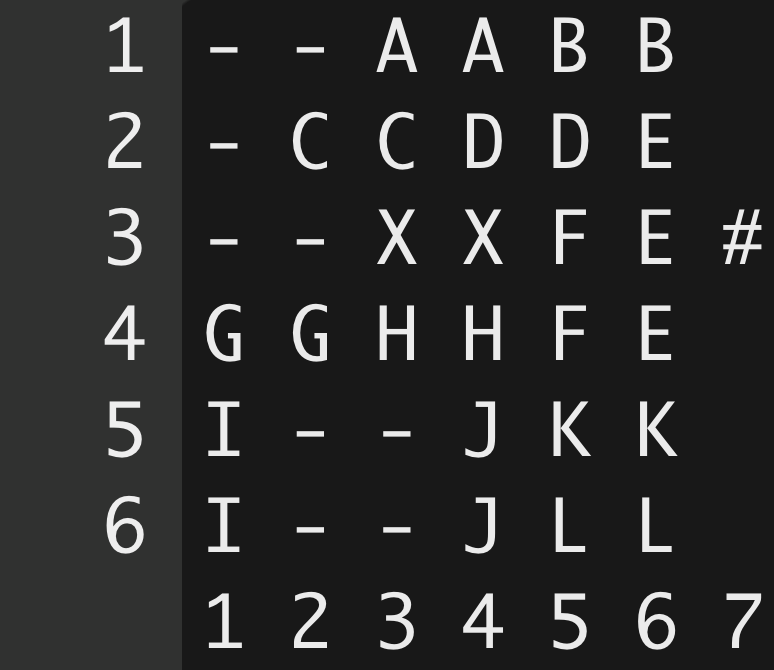 1 - - A A B B
2 - C C D D E
3 - - X X F E #
4 G G H H F E
5 I - - J K K
6 I - - J L L
1 2 3 4 5 6 7